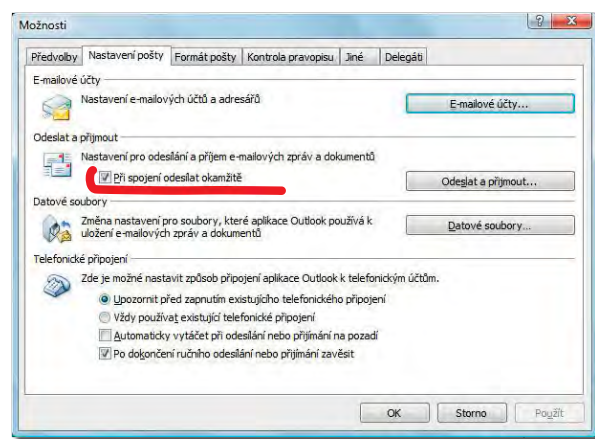 Možnosti
Předvolby Nastavení pošty Formát pošty Kontrola pravopisu Jiné Delegáti
E-mailové účty
Nastavení e-mailových účtů a adresářů
E-mailové účty...
Odeslat a přijmout
Nastavení pro odesílání a příjem e-mailových zpráv a dokumentů
Při spojení odesílat okamžitě
Odeslat a přijmout...
Datové soubory
Změna nastavení pro soubory, které aplikace Outlook používá k
uložení e-mailových zpráv a dokumentů
Datové soubory...
Telefonické připojení
Zde je možné nastavit způsob připojení aplikace Outlook k telefonickým účtům.
Upozornit před zapnutím existujícího telefonického připojení
Vždy používat existující telefonické připojení
Automaticky vytáčet při odesílání nebo přijímání na pozadí
Po dokončení ručního odesílání nebo přijímání zavěsit
OK Storno Použít